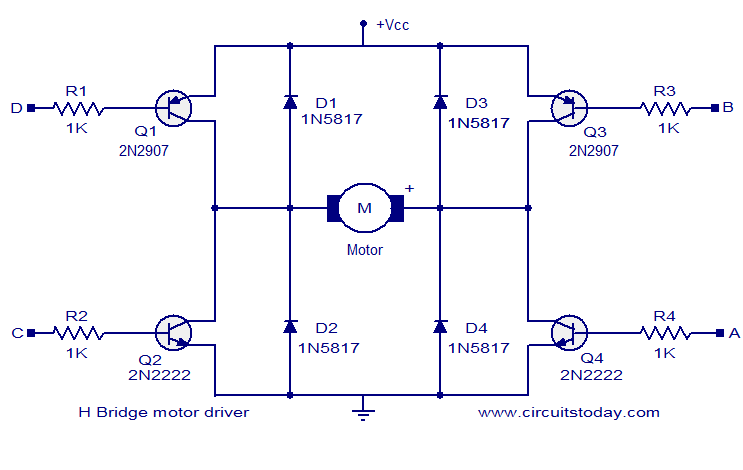 +Vcc
R1
D
1K
Q1
2N2907
D1
1N5817
D3
1N5817
R3
B
1K
Q3
2N2907
M
+
Motor
R2
C
1K
Q2
2N2222
D2
1N5817
D4
1N5817
R4
A
1K
Q4
2N2222
H Bridge motor driver
www.circuitstoday.com